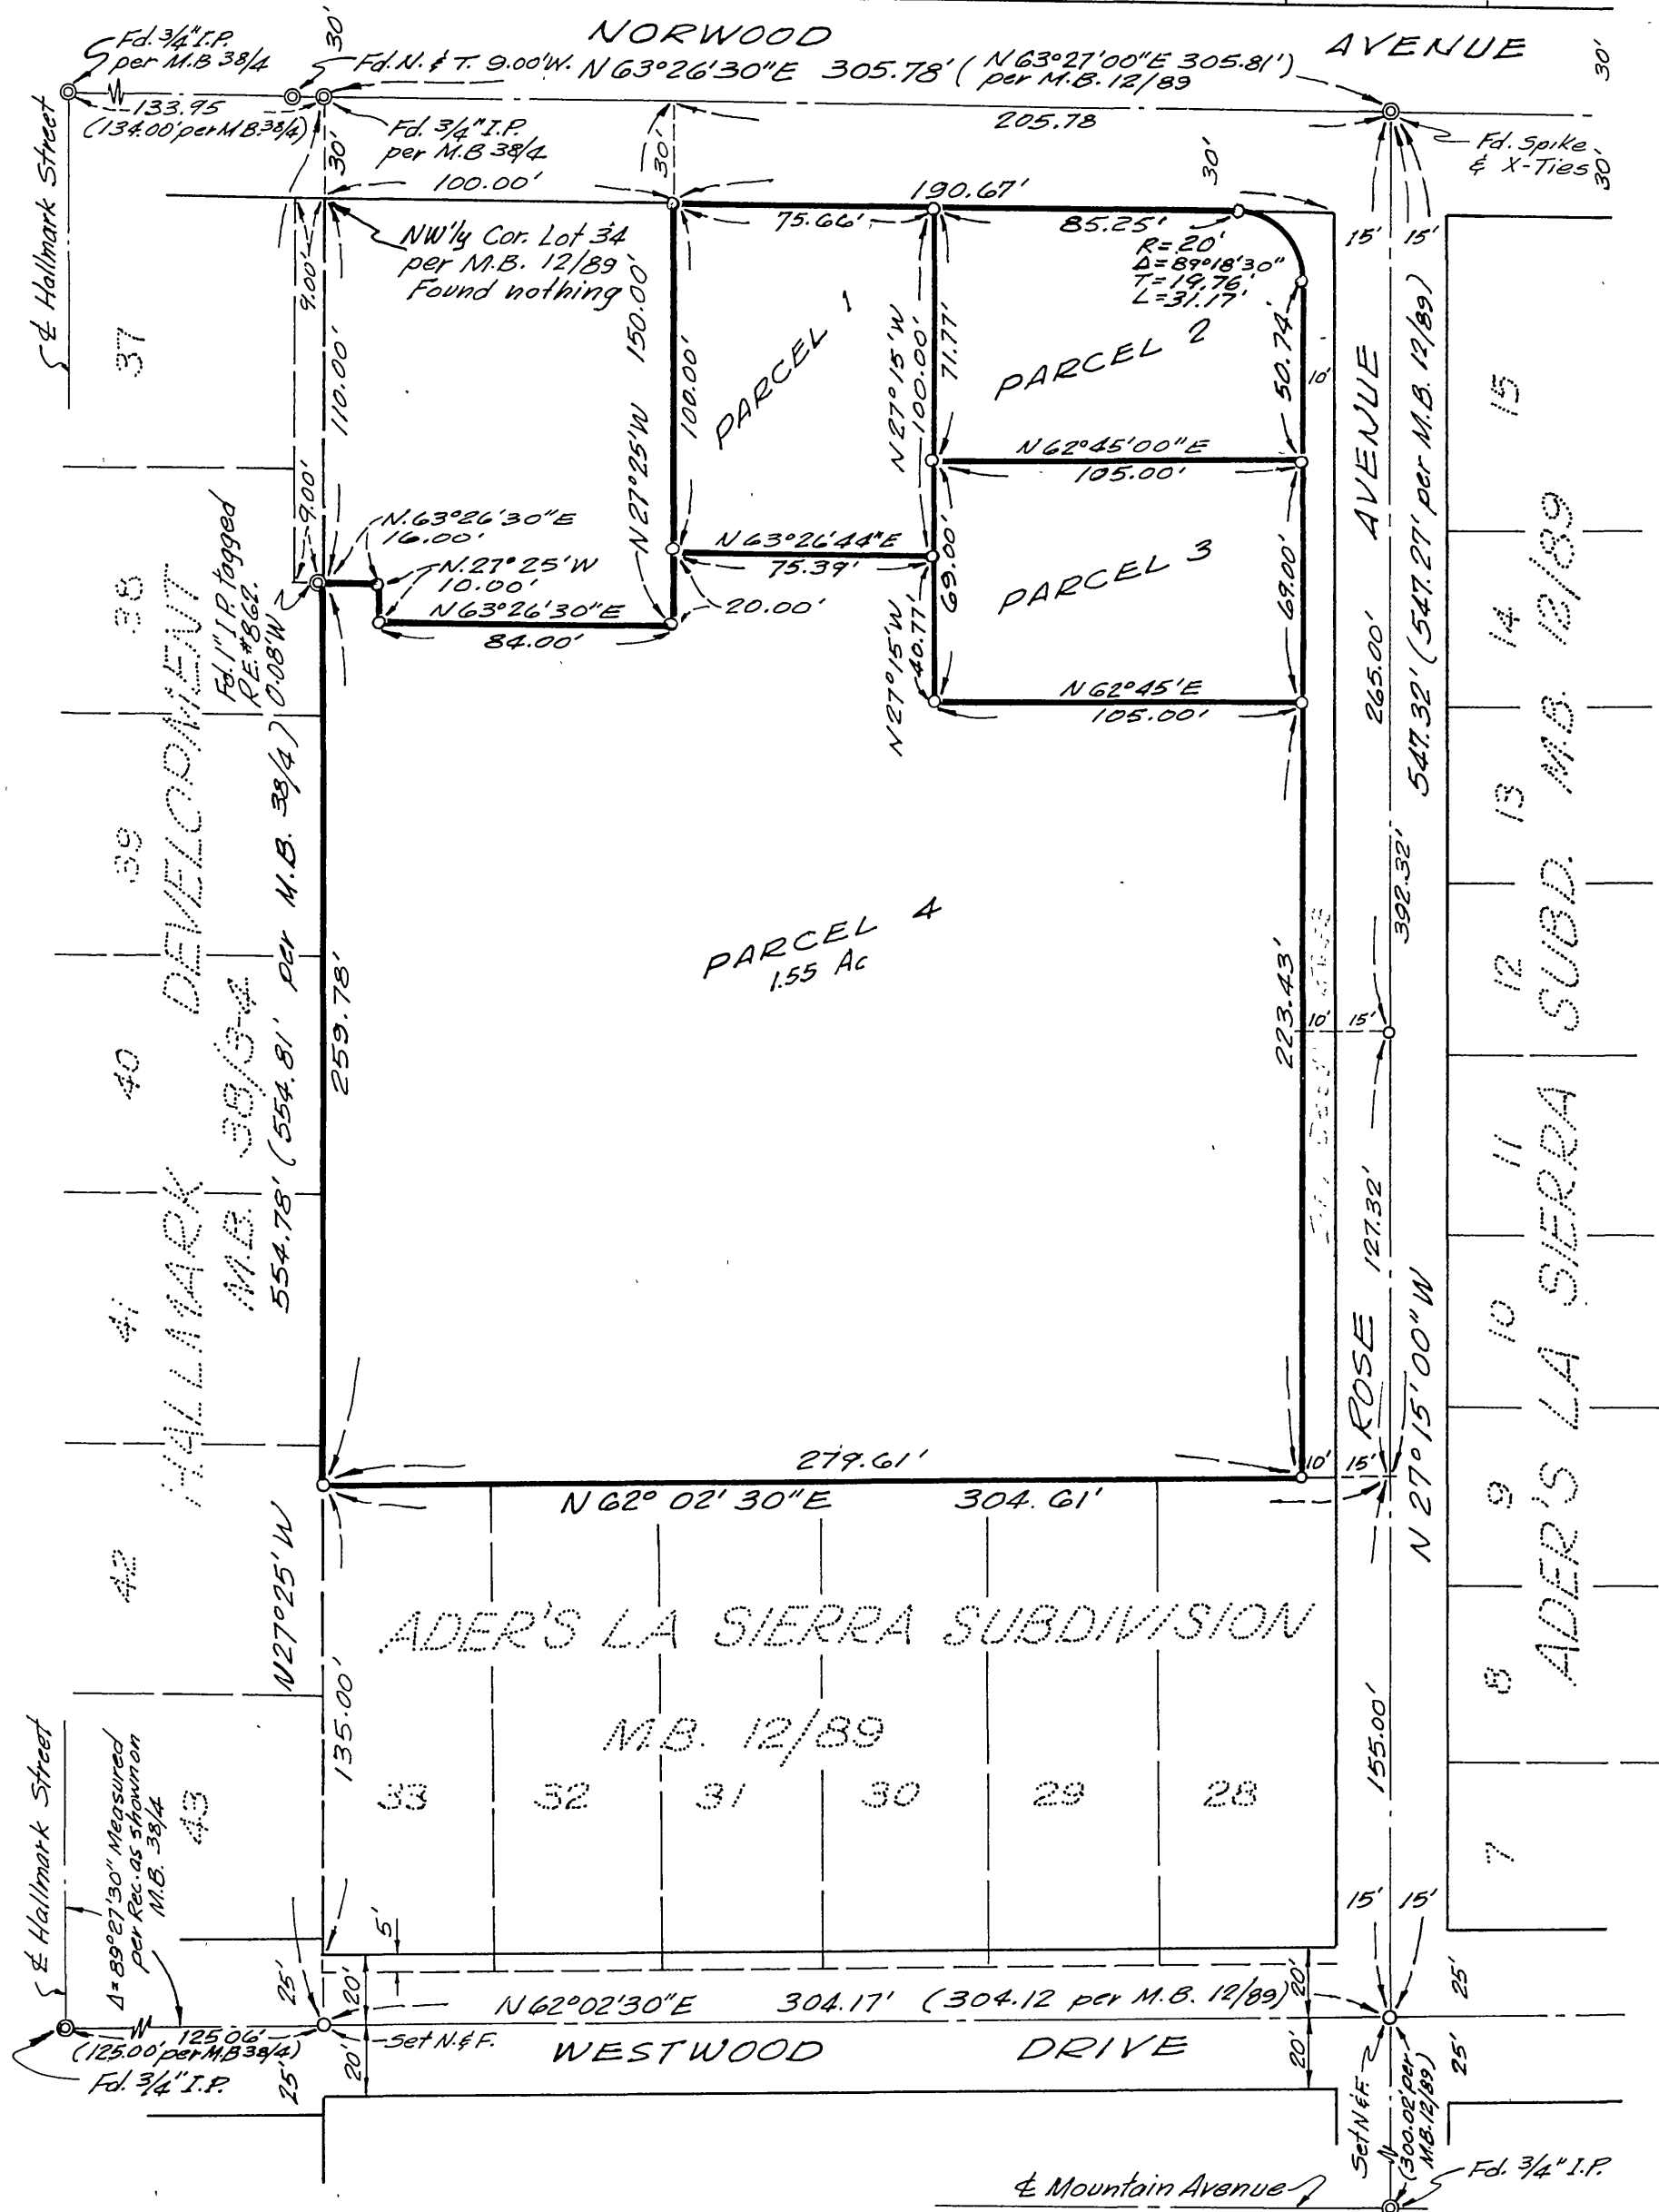 NORWOOD AVENUE
30'
30'
Fd. 3/4" I.P.
per M.B 38/4
Fd. N. & T. 9.00'W.
N 63°26'30"E 305.78' ( N 63°27'00"E 305.81')
per M.B. 12/89
133.95
(134.00' per M B 38/4)
Fd. 3/4" I.P.
per M.B 38/4
205.78
Fd. Spike
& X-Ties
30'
30'
30'
30'
100.00'
190.67'
75.66'
85.25'
R=20'
Δ=89°18'30"
T=19.76'
L=31.17'
15' 15'
℄ Hallmark Street
NW'ly Cor. Lot 34
per M.B. 12/89
Found nothing
9.00'
110.00'
9.00'
N27°25'W 150.00'
100.00'
PARCEL 1
N27°15'W
100.00'
71.77'
PARCEL 2
50.74'
10'
N 62°45'00"E
105.00'
N.63°26'30"E
16.00'
N.27°25'W
10.00'
N63°26'30"E
84.00'
N 63°26'44"E
75.39'
20.00'
N27°15'W
40.77'
69.00'
PARCEL 3
69.00'
N 62°45'E
105.00'
Fd. 1" I.P. tagged
R.E.#862.
0.08'W
37
38
39
40
41
42
43
HALLMARK DEVELOPMENT
M.B. 38/3-4
554.78' (554.81' per M.B. 38/4)
259.78'
N27°25'W
PARCEL 4
1.55 Ac
223.43'
10' 15'
ROSE AVENUE
265.00'
127.32'
392.32'
547.32' (547.27' per M.B. 12/89)
N 27°15'00"W
15
14
13
12
11
10
9
8
7
ADER'S LA SIERRA SUBD. M.B. 12/89
279.61'
10' 15'
N 62° 02' 30"E 304.61'
ADER'S LA SIERRA SUBDIVISION
M.B. 12/89
33 32 31 30 29 28
135.00'
155.00'
℄ Hallmark Street
Δ=89°27'30" Measured
per Rec. as shown on
M.B. 38/4
5'
15' 15'
25'
20'
20'
25'
N 62°02'30"E 304.17' (304.12 per M.B. 12/89)
125.06'
(125.00' per M.B 38/4)
Fd. 3/4" I.P.
Set N.&F.
WESTWOOD DRIVE
25'
20'
20'
25'
Set N&F.
(300.02' per
M.B. 12/89)
℄ Mountain Avenue
Fd. 3/4" I.P.